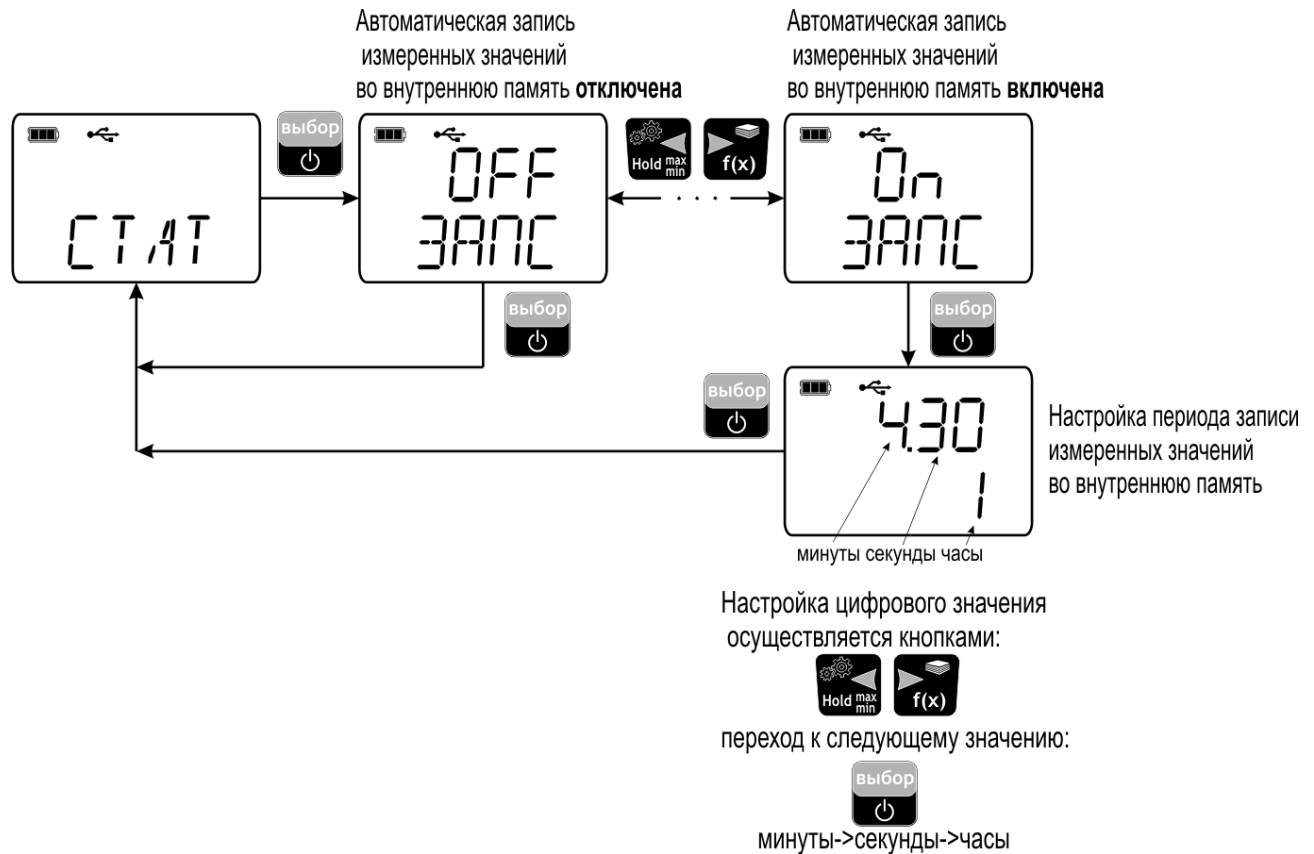 Автоматическая запись
измеренных значений
во внутреннюю память отключена
Автоматическая запись
измеренных значений
во внутреннюю память включена
выбор
Hold max min
f(x)
СТАТ
OFF
ЗАПС
On
ЗАПС
выбор
выбор
выбор
4.30
1
минуты секунды часы
Настройка периода записи
измеренных значений
во внутреннюю память
Настройка цифрового значения
осуществляется кнопками:
Hold max min
f(x)
переход к следующему значению:
выбор
минуты->секунды->часы